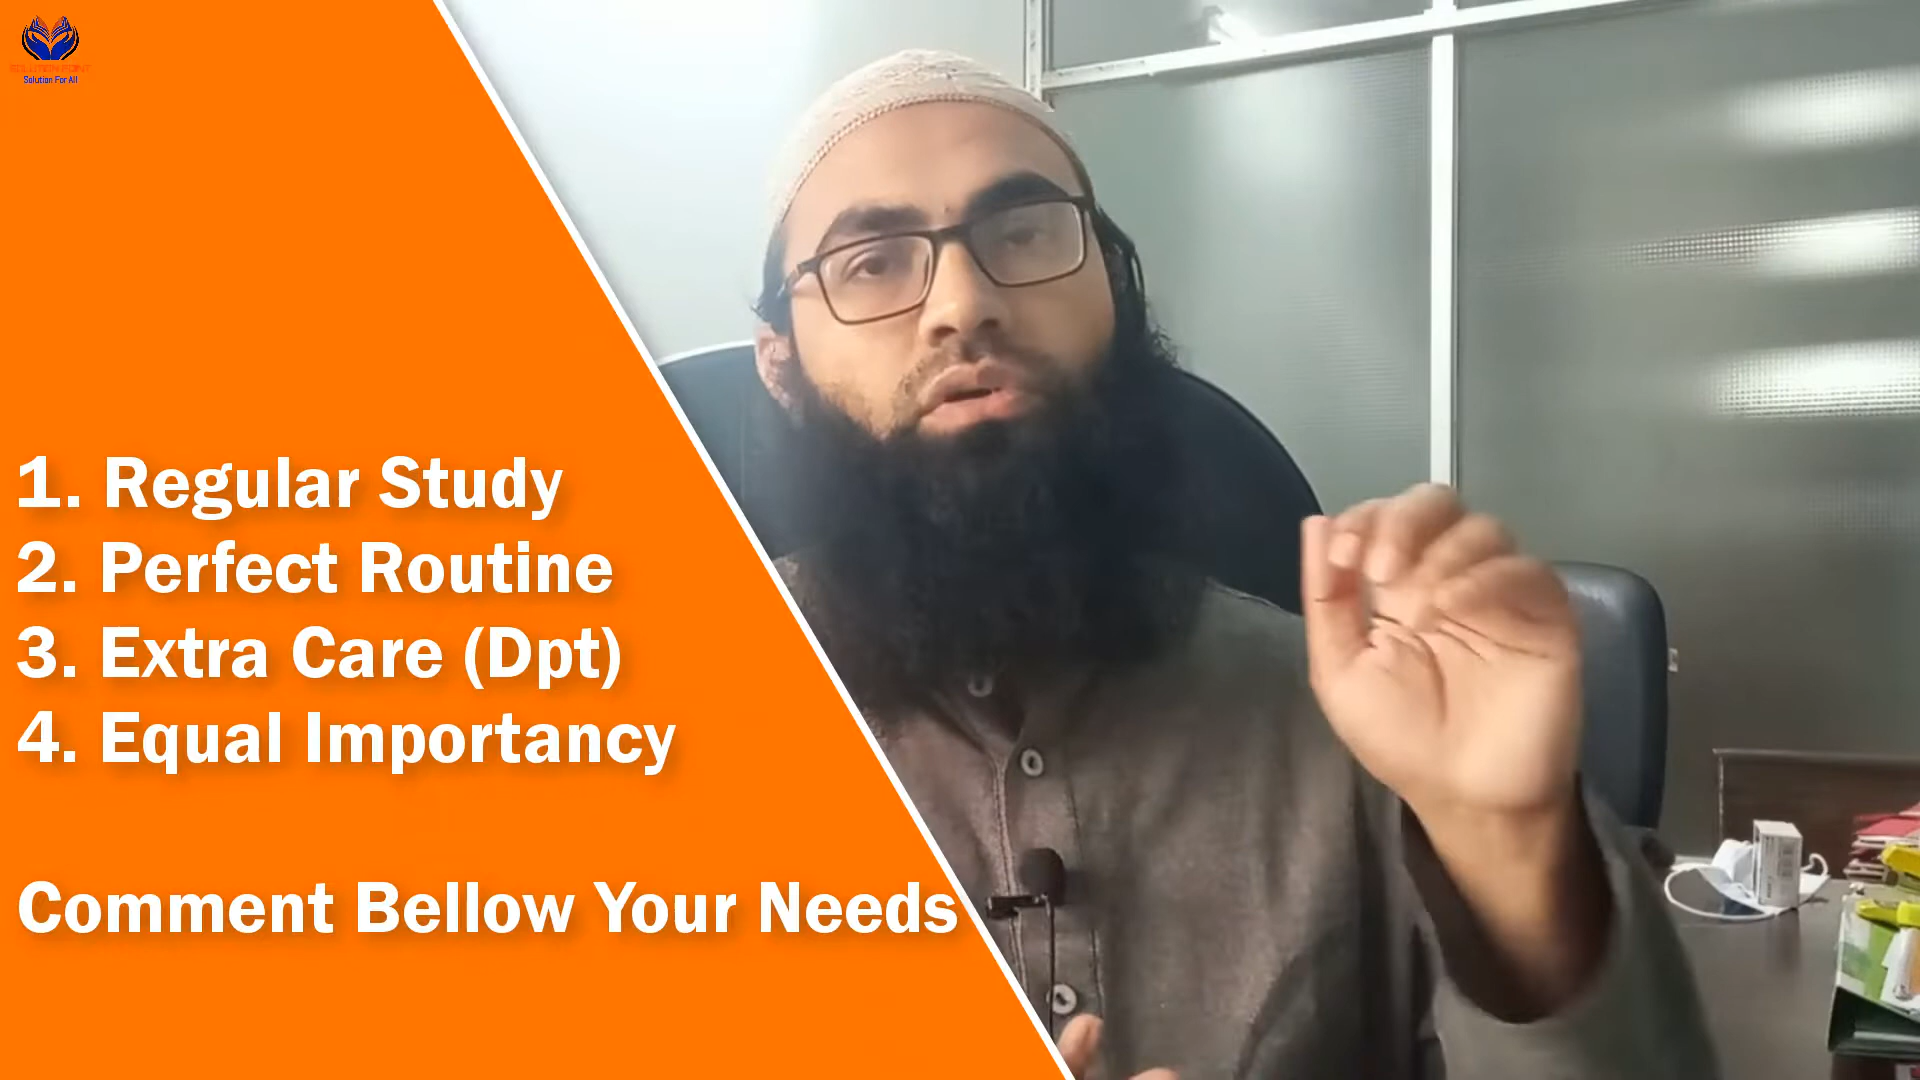 Solution For All
1. Regular Study
2. Perfect Routine
3. Extra Care (Dpt)
4. Equal Importancy
Comment Bellow Your Needs